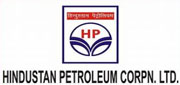 हिन्दुस्तान पेट्रोलियम
HP
HINDUSTAN PETROLEUM CORPN. LTD.